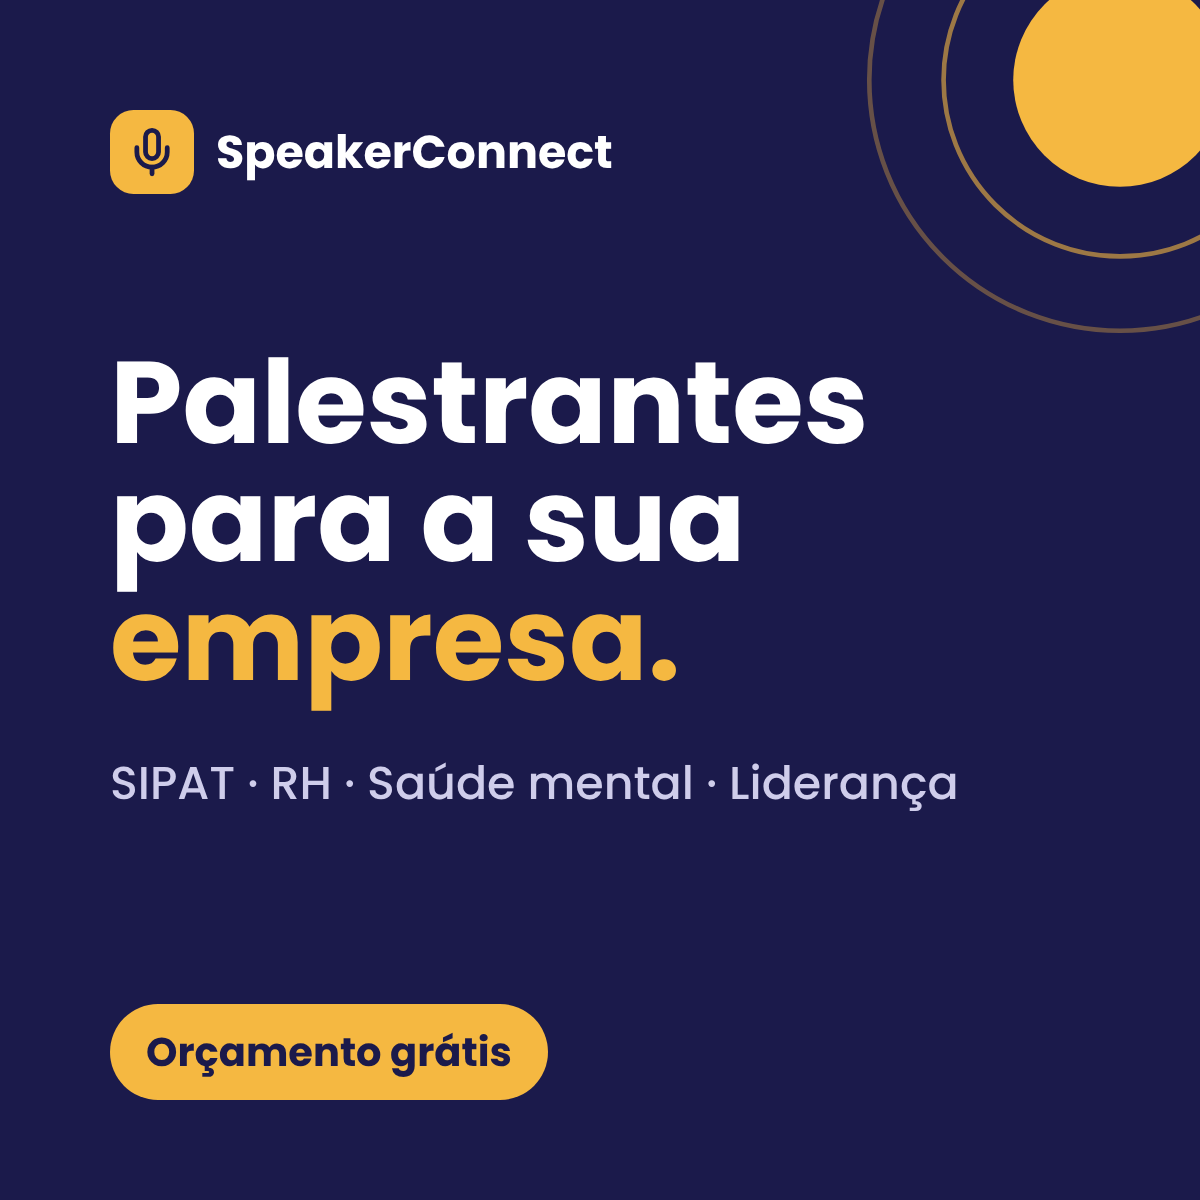 SpeakerConnect
Palestrantes
para a sua
empresa.
SIPAT · RH · Saúde mental · Liderança
Orçamento grátis